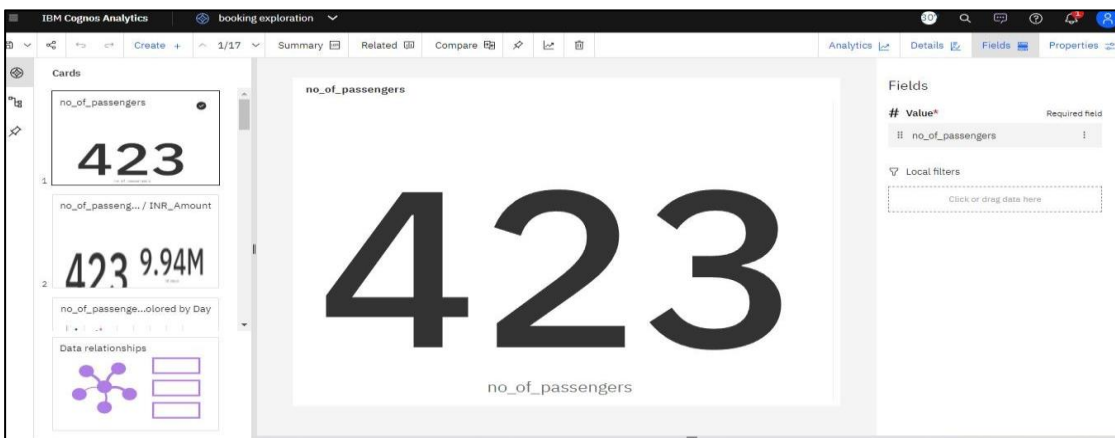 IBM Cognos Analytics
booking exploration
Create +
1/17
Summary
Related
Compare
Analytics
Details
Fields
Properties
Cards
no_of_passengers
423
1
no_of_passeng... / INR_Amount
423 9.94M
2
no_of_passenge...olored by Day
Data relationships
no_of_passengers
423
no_of_passengers
Fields
# Value*
Required field
no_of_passengers
Local filters
Click or drag data here